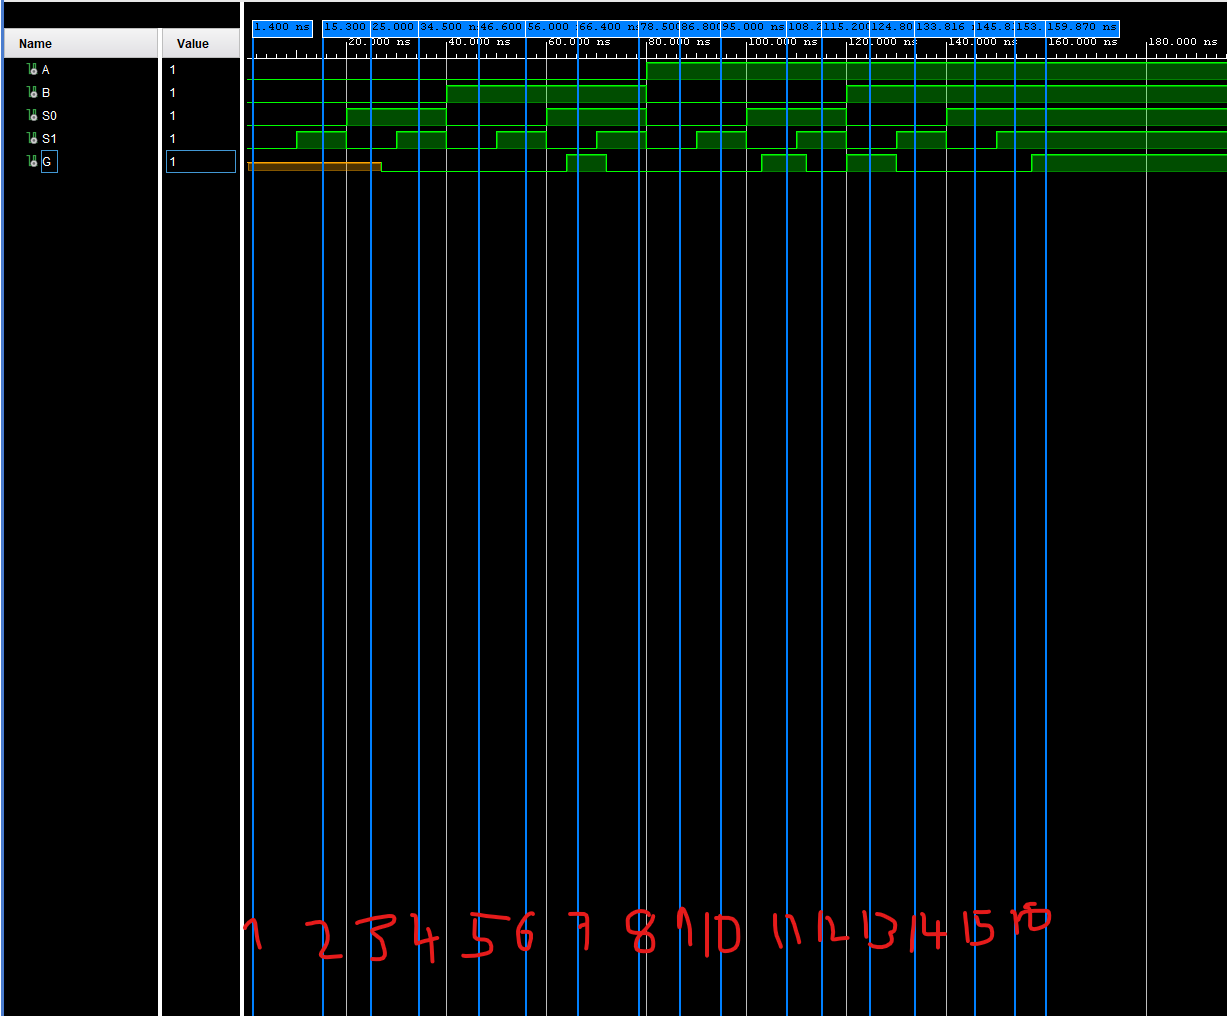 1.400 ns 15.300 25.000 34.500 n 46.600 56.000 66.400 n 78.500 86.800 95.000 108.2 115.200 124.80 133.816 145.8 153. 159.870 ns
20.000 ns 40.000 ns 60.000 ns 80.000 ns 100.000 ns 120.000 ns 140.000 ns 160.000 ns 180.000 ns
Name Value
A 1
B 1
S0 1
S1 1
G 1
1 2 3 4 5 6 7 8 9 10 11 12 13 14 15